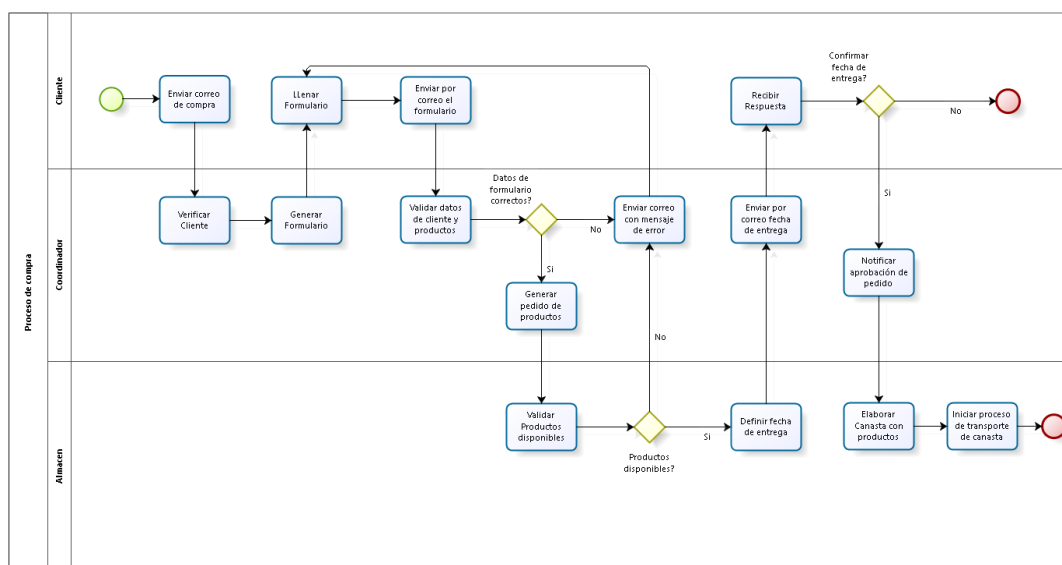 Proceso de compra
Cliente
Enviar correo
de compra
LLenar
Formulario
Enviar por
correo el
formulario
Recibir
Respuesta
Confirmar
fecha de
entrega?
No
Si
Coordinador
Verificar
Cliente
Generar
Formulario
Validar datos
de cliente y
productos
Datos de
formulario
correctos?
No
Si
Enviar correo
con mensaje
de error
Enviar por
correo fecha
de entrega
Notificar
aprobación de
pedido
Generar
pedido de
productos
No
Almacen
Validar
Productos
disponibles
Productos
disponibles?
Si
Definir fecha
de entrega
Elaborar
Canasta con
productos
Iniciar proceso
de transporte
de canasta